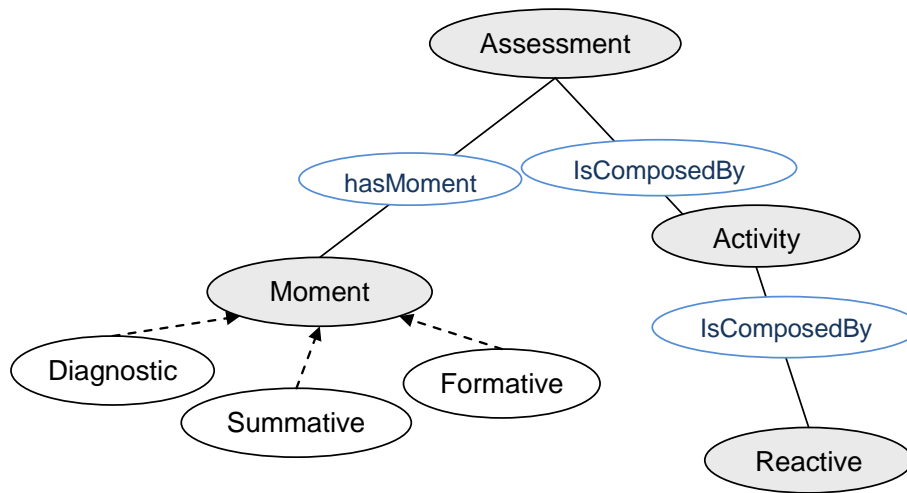 Assessment
hasMoment
IsComposedBy
Activity
Moment
IsComposedBy
Diagnostic
Formative
Summative
Reactive